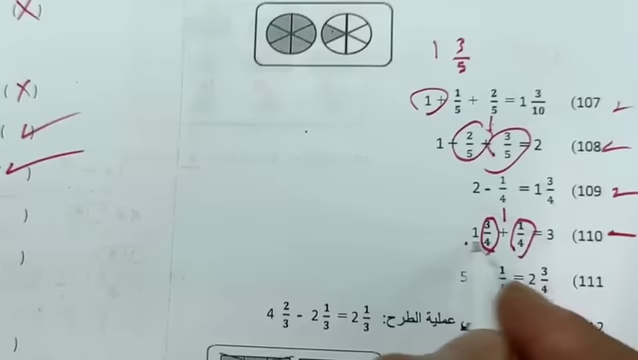 (X)
1 3/5
107) 1 + 1/5 + 2/5 = 1 3/10
(X)
108) 1 + 2/5 + 3/5 = 2
109) 2 - 1/4 = 1 3/4
110) 1 3/4 + 1/4 = 3
111) 5 = 2 3/4
عملية الطرح: 4 2/3 - 2 1/3 = 2 1/3